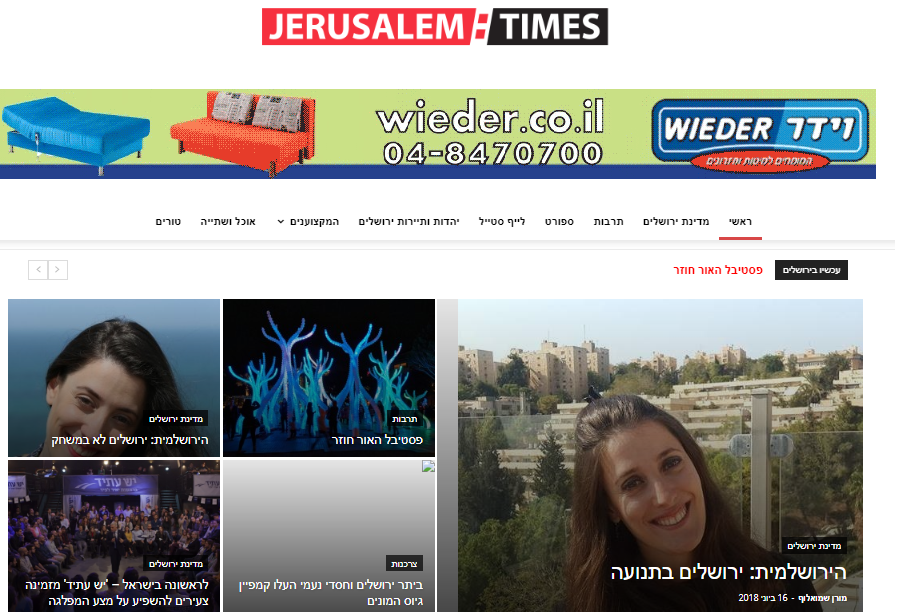 JERUSALEM TIMES
wieder.co.il
04-8470700
WIEDER וידר
המומחים למיטות ומזרונים
ראשי
מדינת ירושלים
תרבות
ספורט
לייף סטייל
יהדות ותיירות ירושלים
המקצוענים
אוכל ושתייה
טורים
עכשיו בירושלים
פסטיבל האור חוזר
מדינת ירושלים
הירושלמית: ירושלים בתנועה
מורן שמואלוף - 16 ביוני 2018
תרבות
פסטיבל האור חוזר
מדינת ירושלים
הירושלמית: ירושלים לא במשחק
צרכנות
ביתר ירושלים וחסדי נעמי העלו קמפיין
גיוס המונים
יש עתיד
יש עתיד
מדינת ירושלים
לראשונה בישראל – 'יש עתיד' מזמינה
צעירים להשפיע על מצע המפלגה